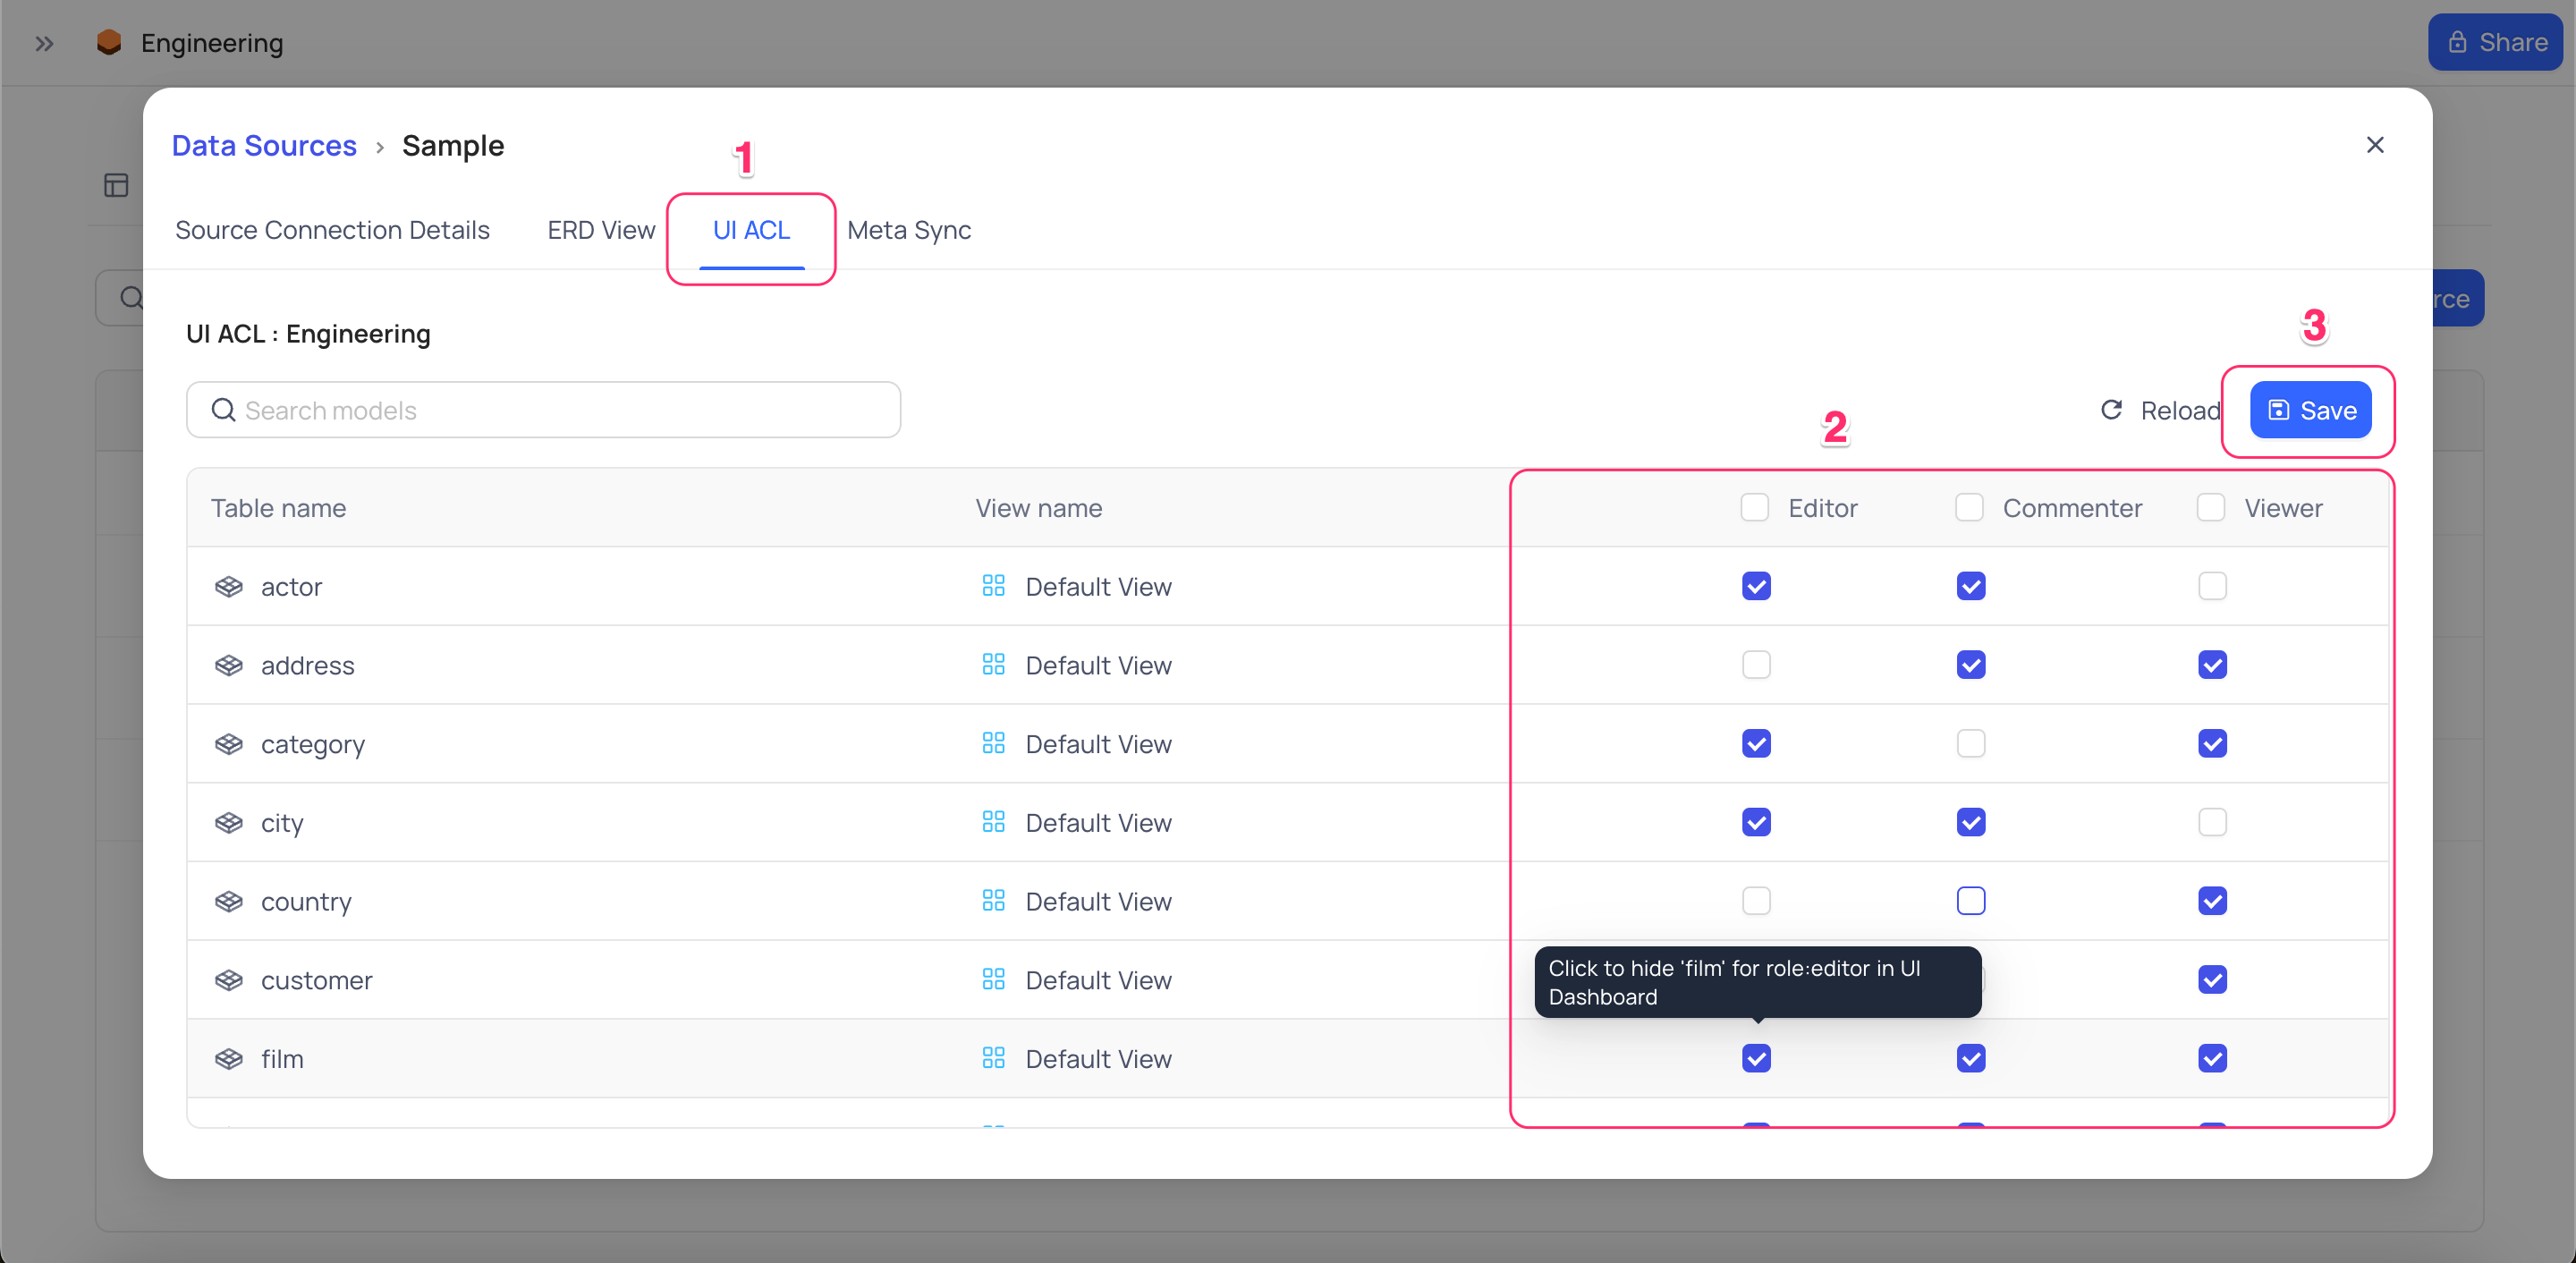 Engineering
Share
Data Sources › Sample
1
Source Connection Details ERD View UI ACL Meta Sync
rce
UI ACL : Engineering
3
Search models
Reload
Save
2
Table name View name Editor Commenter Viewer
actor Default View
address Default View
category Default View
city Default View
country Default View
customer Default View
Click to hide 'film' for role:editor in UI
Dashboard
film Default View